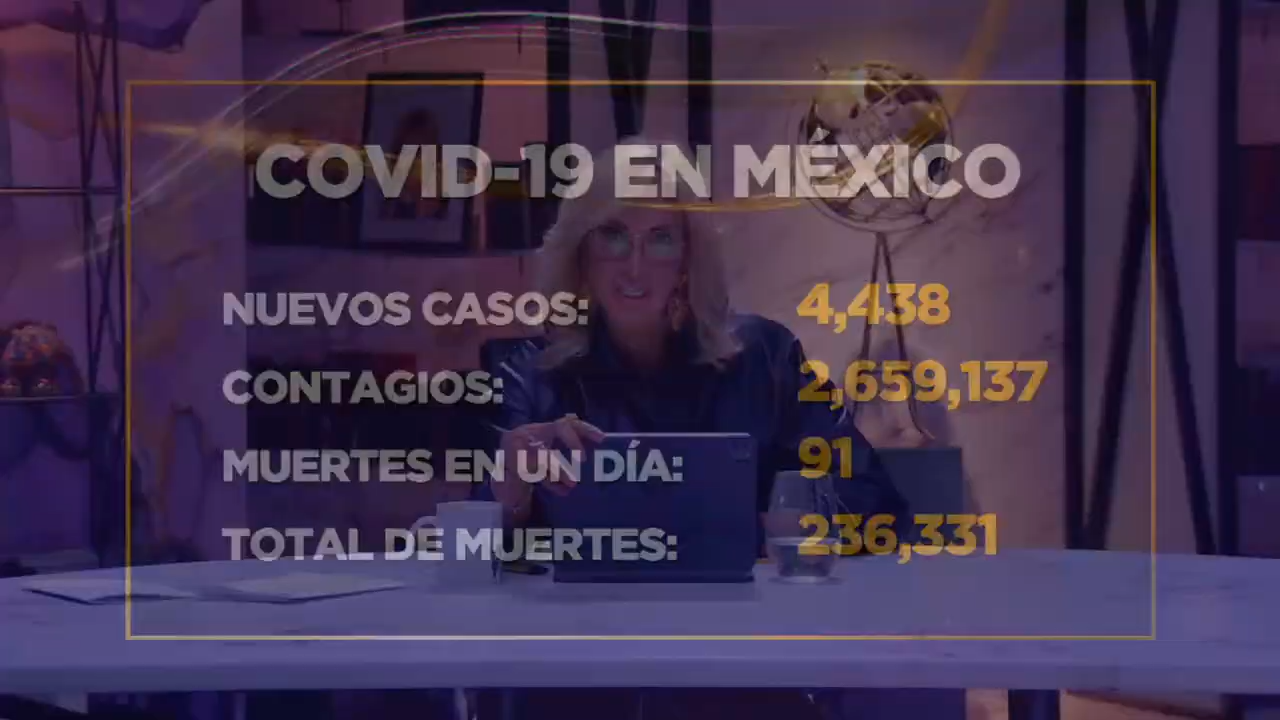 COVID-19 EN MÉXICO
NUEVOS CASOS: 4,438
CONTAGIOS: 2,659,137
MUERTES EN UN DÍA: 91
TOTAL DE MUERTES: 236,331